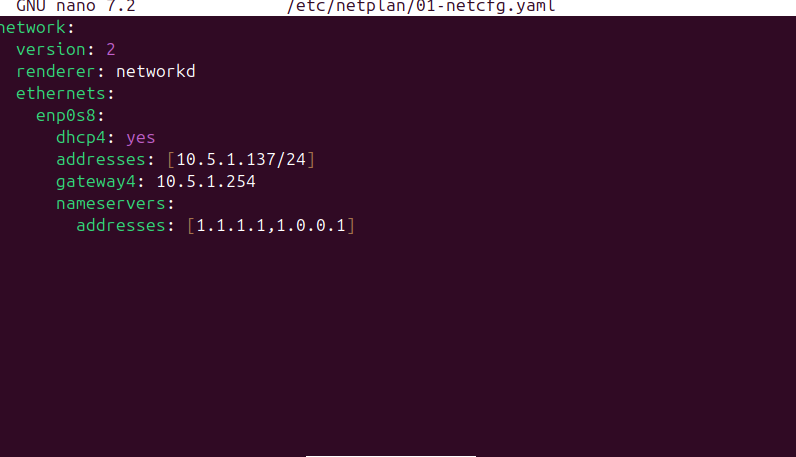 GNU nano 7.2 /etc/netplan/01-netcfg.yaml
network:
  version: 2
  renderer: networkd
  ethernets:
    enp0s8:
      dhcp4: yes
      addresses: [10.5.1.137/24]
      gateway4: 10.5.1.254
      nameservers:
        addresses: [1.1.1.1,1.0.0.1]